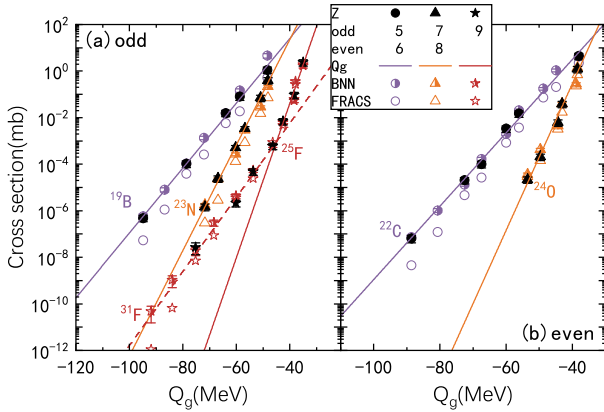 (a) odd
Z
odd 5 7 9
even 6 8
Qg
BNN
FRACS
10²
10⁰
10⁻²
10⁻⁴
10⁻⁶
10⁻⁸
10⁻¹⁰
10⁻¹²
Cross section(mb)
²⁵F
¹⁹B
²³N
³¹F
²²C
²⁴O
(b) even
−120 −100 −80 −60 −40 −100 −80 −60 −40
Q_g(MeV) Q_g(MeV)